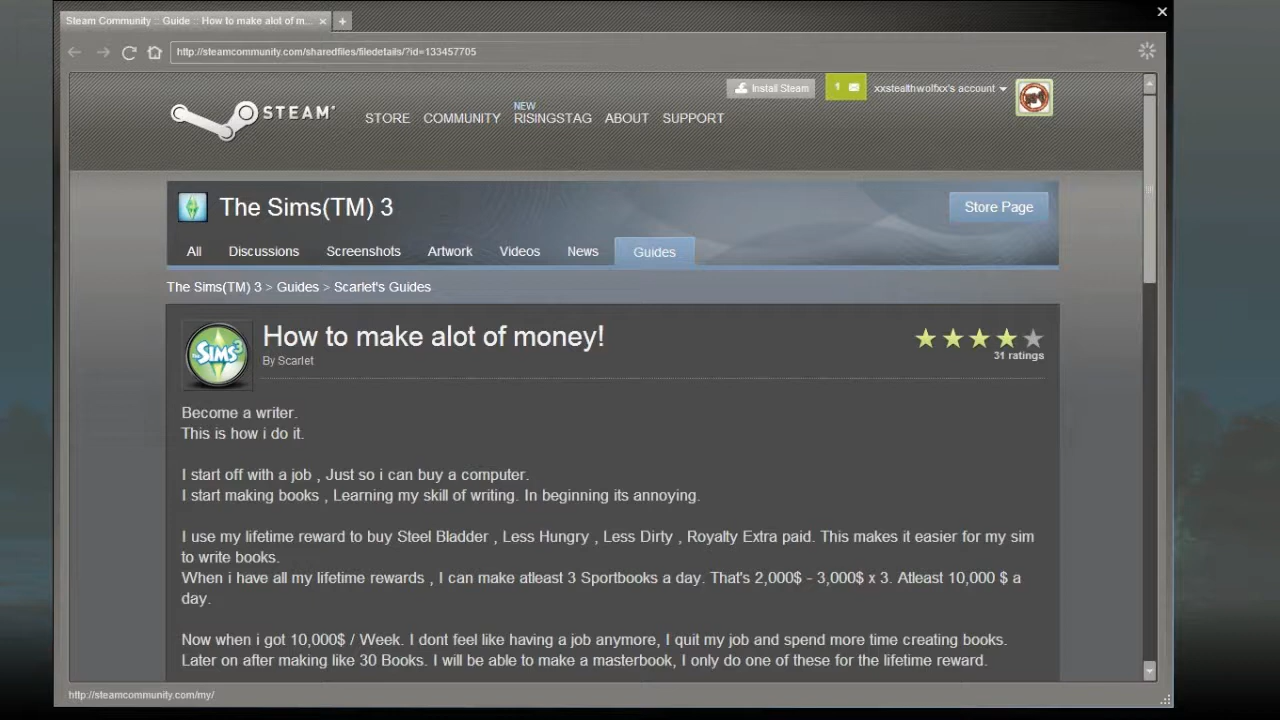 Steam Community :: Guide :: How to make alot of m...
http://steamcommunity.com/sharedfiles/filedetails/?id=133457705
Install Steam
1
xxstealthwolfxx's account
STEAM
NEW
STORE COMMUNITY RISINGSTAG ABOUT SUPPORT
The Sims(TM) 3
Store Page
All Discussions Screenshots Artwork Videos News Guides
The Sims(TM) 3 > Guides > Scarlet's Guides
How to make alot of money!
By Scarlet
31 ratings
THE SIMS 3
Become a writer.
This is how i do it.
I start off with a job , Just so i can buy a computer.
I start making books , Learning my skill of writing. In beginning its annoying.
I use my lifetime reward to buy Steel Bladder , Less Hungry , Less Dirty , Royalty Extra paid. This makes it easier for my sim
to write books.
When i have all my lifetime rewards , I can make atleast 3 Sportbooks a day. That's 2,000$ - 3,000$ x 3. Atleast 10,000 $ a
day.
Now when i got 10,000$ / Week. I dont feel like having a job anymore, I quit my job and spend more time creating books.
Later on after making like 30 Books. I will be able to make a masterbook, I only do one of these for the lifetime reward.
http://steamcommunity.com/my/